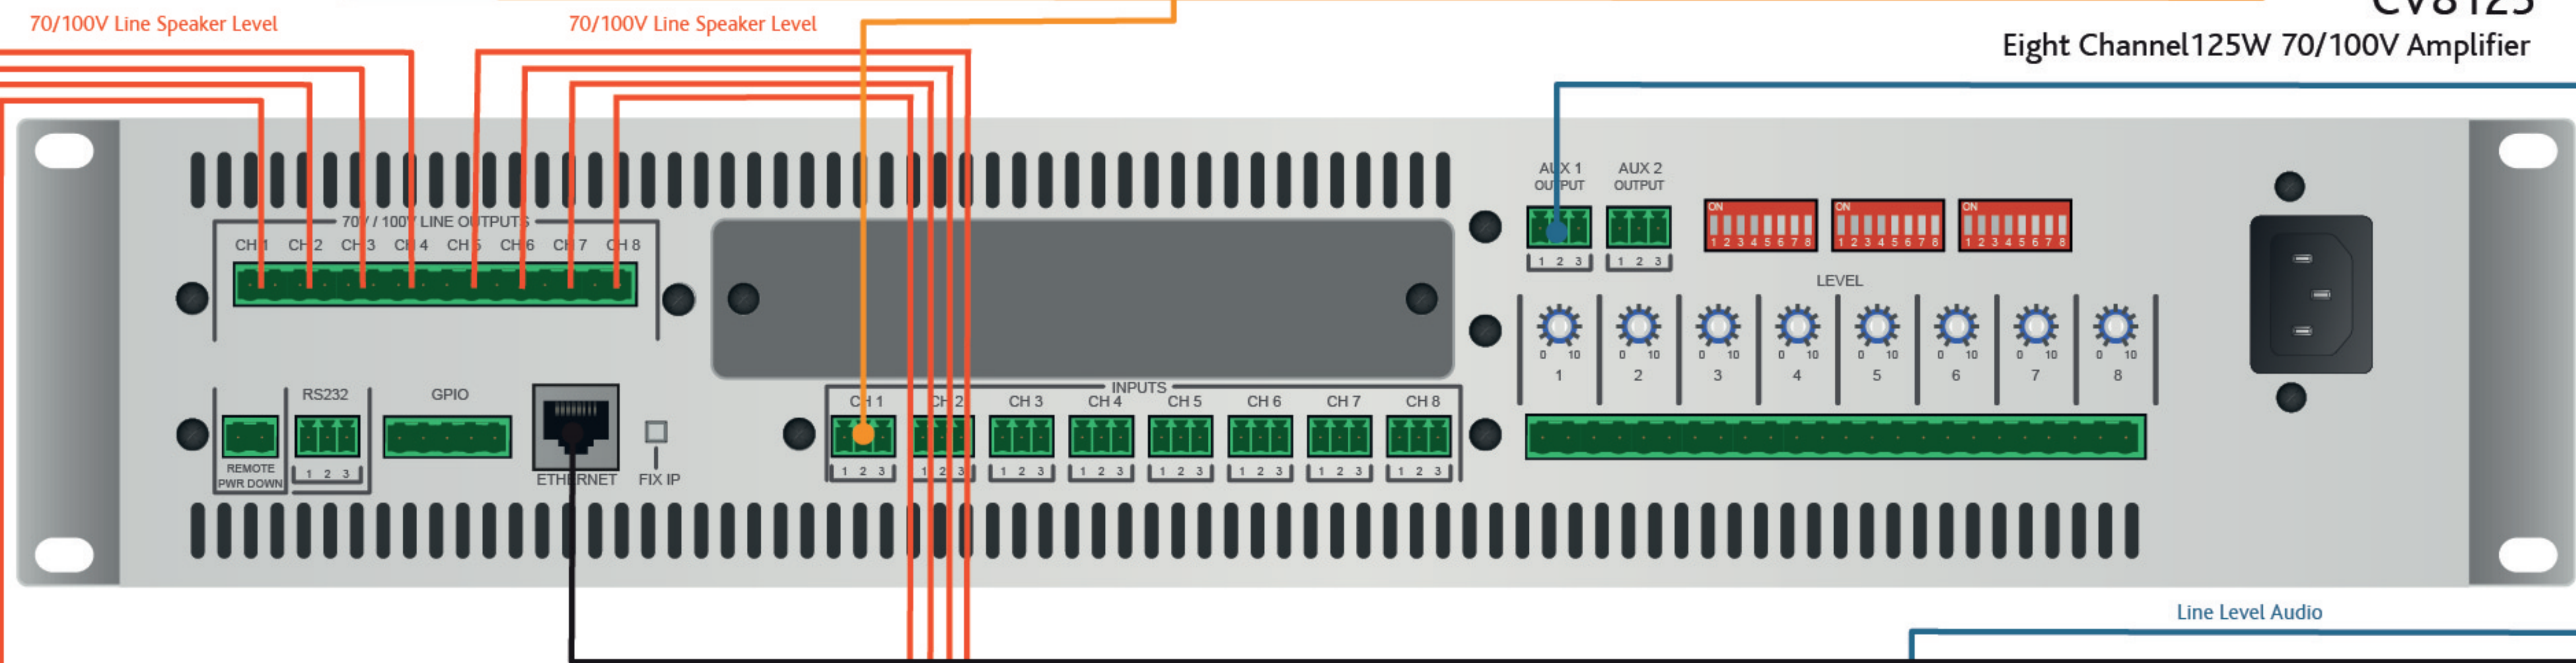 70/100V Line Speaker Level
70/100V Line Speaker Level
CV8125
Eight Channel125W 70/100V Amplifier
AUX 1
OUTPUT
AUX 2
OUTPUT
ON
1 2 3 4 5 6 7 8
ON
1 2 3 4 5 6 7 8
ON
1 2 3 4 5 6 7 8
70V / 100V LINE OUTPUTS
CH 1 CH 2 CH 3 CH 4 CH 5 CH 6 CH 7 CH 8
1 2 3
1 2 3
LEVEL
0 10 0 10 0 10 0 10 0 10 0 10 0 10 0 10
1 2 3 4 5 6 7 8
INPUTS
CH 1 CH 2 CH 3 CH 4 CH 5 CH 6 CH 7 CH 8
1 2 3 1 2 3 1 2 3 1 2 3 1 2 3 1 2 3 1 2 3 1 2 3
RS232
GPIO
REMOTE
PWR DOWN
1 2 3
ETHERNET
FIX IP
Line Level Audio